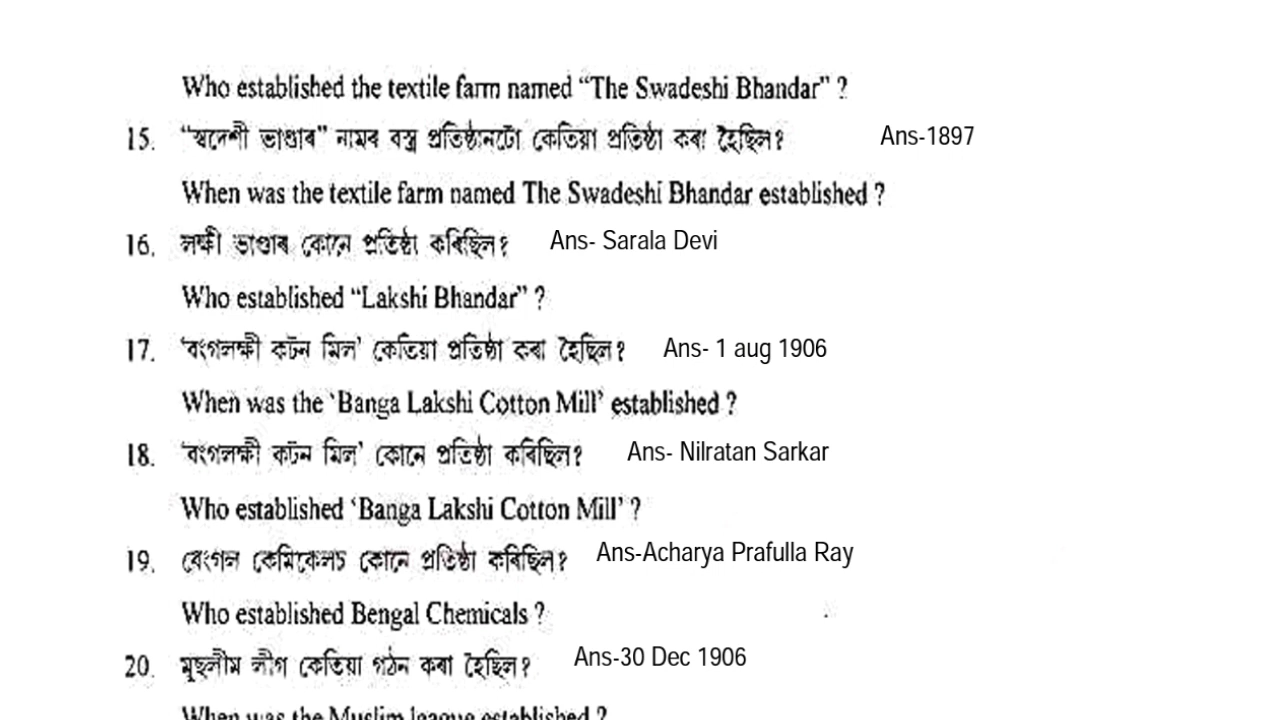 Who established the textile farm named “The Swadeshi Bhandar” ?
15. “স্বদেশী ভাণ্ডাৰ” নামৰ বস্ত্ৰ প্ৰতিষ্ঠানটো কেতিয়া প্ৰতিষ্ঠা কৰা হৈছিল? Ans-1897
When was the textile farm named The Swadeshi Bhandar established ?
16. লক্ষী ভাণ্ডাৰ কোনে প্ৰতিষ্ঠা কৰিছিল? Ans- Sarala Devi
Who established “Lakshi Bhandar” ?
17. ‘বংগলক্ষী কটন মিল’ কেতিয়া প্ৰতিষ্ঠা কৰা হৈছিল? Ans- 1 aug 1906
When was the ‘Banga Lakshi Cotton Mill’ established ?
18. ‘বংগলক্ষী কটন মিল’ কোনে প্ৰতিষ্ঠা কৰিছিল? Ans- Nilratan Sarkar
Who established ‘Banga Lakshi Cotton Mill’ ?
19. বেংগল কেমিকেলচ কোনে প্ৰতিষ্ঠা কৰিছিল? Ans-Acharya Prafulla Ray
Who established Bengal Chemicals ?
20. মুছলীম লীগ কেতিয়া গঠন কৰা হৈছিল? Ans-30 Dec 1906
When was the Muslim league established ?